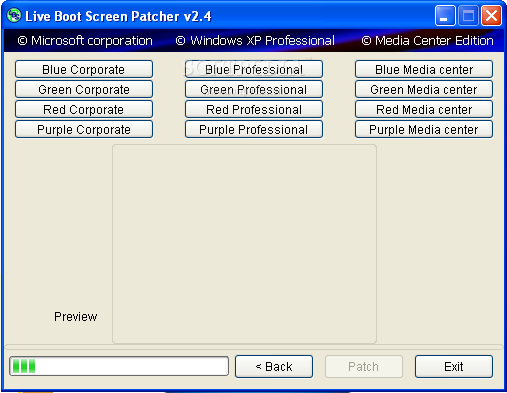 Live Boot Screen Patcher v2.4
© Microsoft corporation © Windows XP Professional © Media Center Edition
Blue Corporate Blue Professional Blue Media center
Green Corporate Green Professional Green Media center
Red Corporate Red Professional Red Media center
Purple Corporate Purple Professional Purple Media center
Preview
< Back Patch Exit